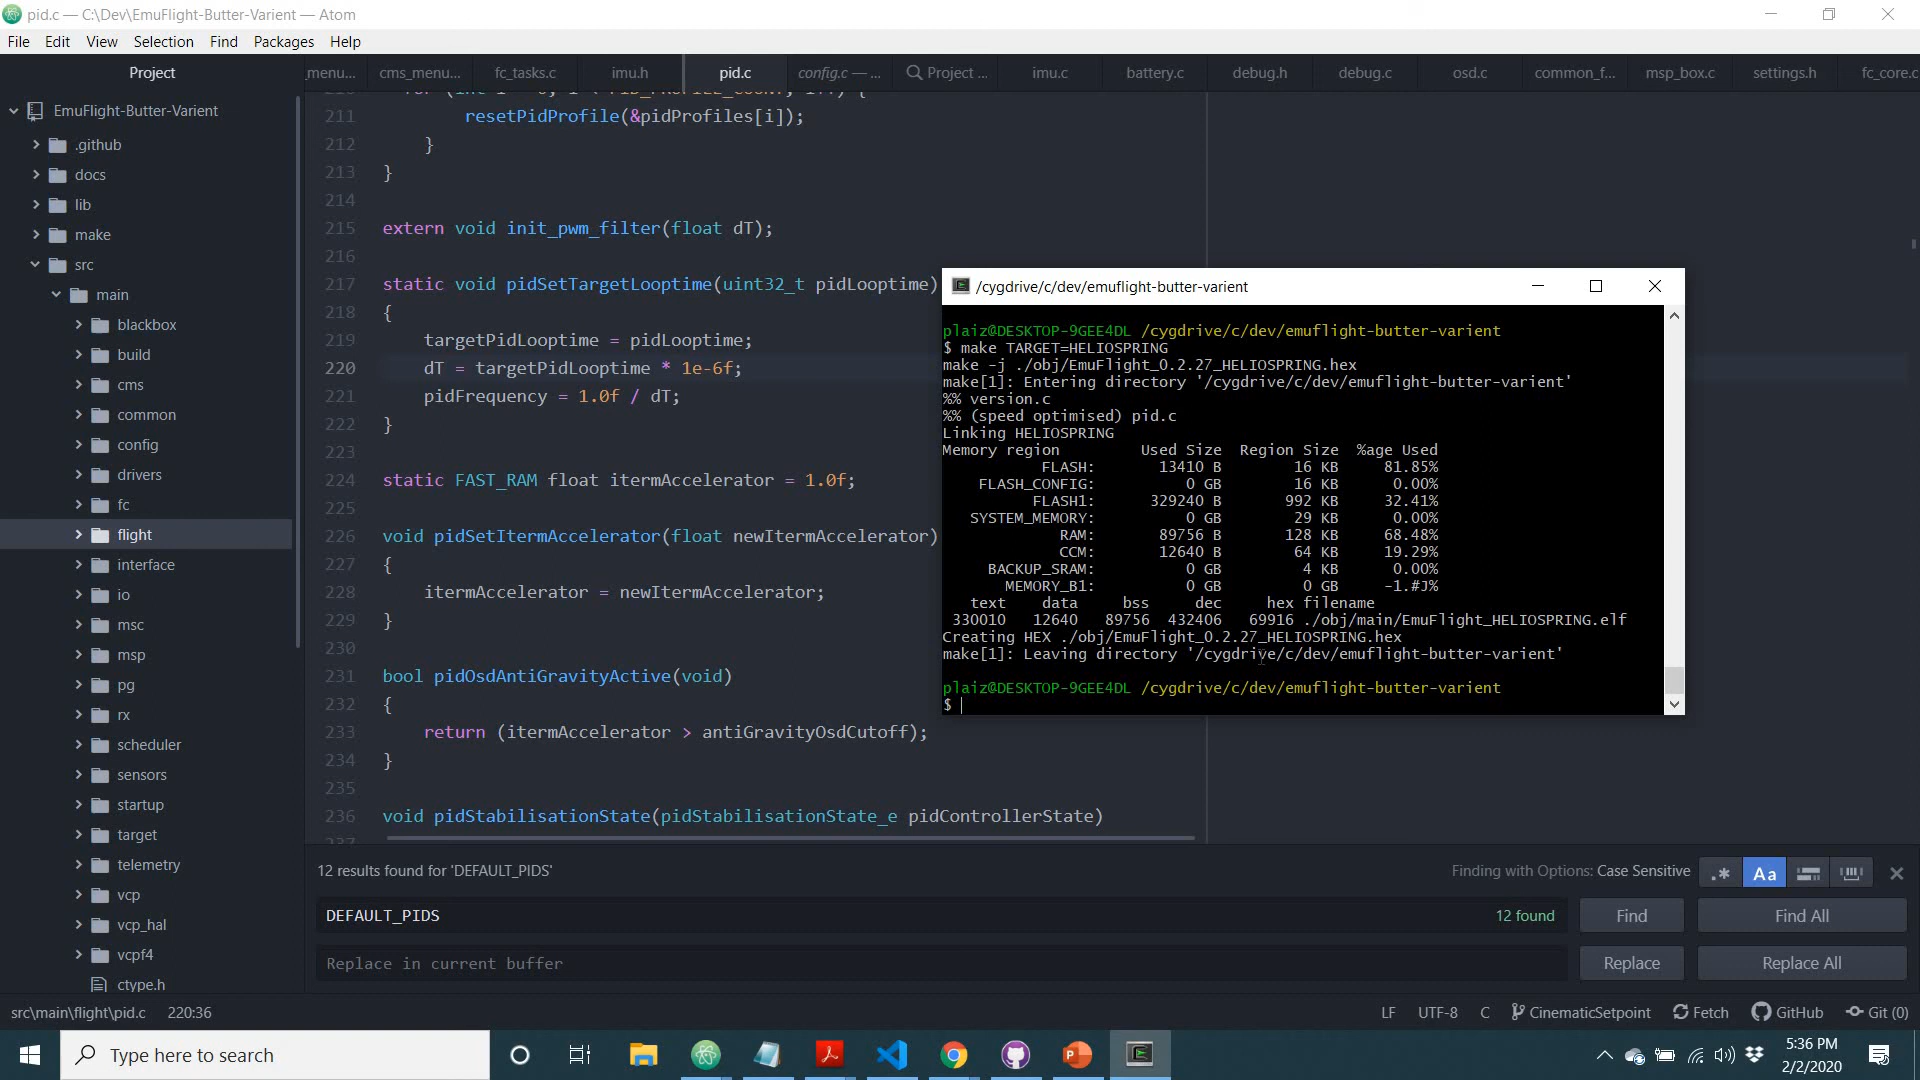 pid.c — C:\Dev\EmuFlight-Butter-Varient — Atom
File Edit View Selection Find Packages Help
Project
_menu... cms_menu... fc_tasks.c imu.h pid.c config.c — ... Project ... imu.c battery.c debug.h debug.c osd.c common_f... msp_box.c settings.h fc_core.c
EmuFlight-Butter-Varient
.github
docs
lib
make
src
main
blackbox
build
cms
common
config
drivers
fc
flight
interface
io
msc
msp
pg
rx
scheduler
sensors
startup
target
telemetry
vcp
vcp_hal
vcpf4
ctype.h
211 resetPidProfile(&pidProfiles[i]);
212 }
213 }
214
215 extern void init_pwm_filter(float dT);
216
217 static void pidSetTargetLooptime(uint32_t pidLooptime)
218 {
219 targetPidLooptime = pidLooptime;
220 dT = targetPidLooptime * 1e-6f;
221 pidFrequency = 1.0f / dT;
222 }
223
224 static FAST_RAM float itermAccelerator = 1.0f;
225
226 void pidSetItermAccelerator(float newItermAccelerator)
227 {
228 itermAccelerator = newItermAccelerator;
229 }
230
231 bool pidOsdAntiGravityActive(void)
232 {
233 return (itermAccelerator > antiGravityOsdCutoff);
234 }
235
236 void pidStabilisationState(pidStabilisationState_e pidControllerState)
/cygdrive/c/dev/emuflight-butter-varient
plaiz@DESKTOP-9GEE4DL /cygdrive/c/dev/emuflight-butter-varient
$ make TARGET=HELIOSPRING
make -j ./obj/EmuFlight_0.2.27_HELIOSPRING.hex
make[1]: Entering directory '/cygdrive/c/dev/emuflight-butter-varient'
%% version.c
%% (speed optimised) pid.c
Linking HELIOSPRING
Memory region Used Size Region Size %age Used
FLASH: 13410 B 16 KB 81.85%
FLASH_CONFIG: 0 GB 16 KB 0.00%
FLASH1: 329240 B 992 KB 32.41%
SYSTEM_MEMORY: 0 GB 29 KB 0.00%
RAM: 89756 B 128 KB 68.48%
CCM: 12640 B 64 KB 19.29%
BACKUP_SRAM: 0 GB 4 KB 0.00%
MEMORY_B1: 0 GB 0 GB -1.#J%
text data bss dec hex filename
330010 12640 89756 432406 69916 ./obj/main/EmuFlight_HELIOSPRING.elf
Creating HEX ./obj/EmuFlight_0.2.27_HELIOSPRING.hex
make[1]: Leaving directory '/cygdrive/c/dev/emuflight-butter-varient'
plaiz@DESKTOP-9GEE4DL /cygdrive/c/dev/emuflight-butter-varient
$
12 results found for 'DEFAULT_PIDS' Finding with Options: Case Sensitive .* Aa
DEFAULT_PIDS 12 found Find Find All
Replace in current buffer Replace Replace All
src\main\flight\pid.c 220:36 LF UTF-8 C CinematicSetpoint Fetch GitHub Git (0)
Type here to search
5:36 PM
2/2/2020